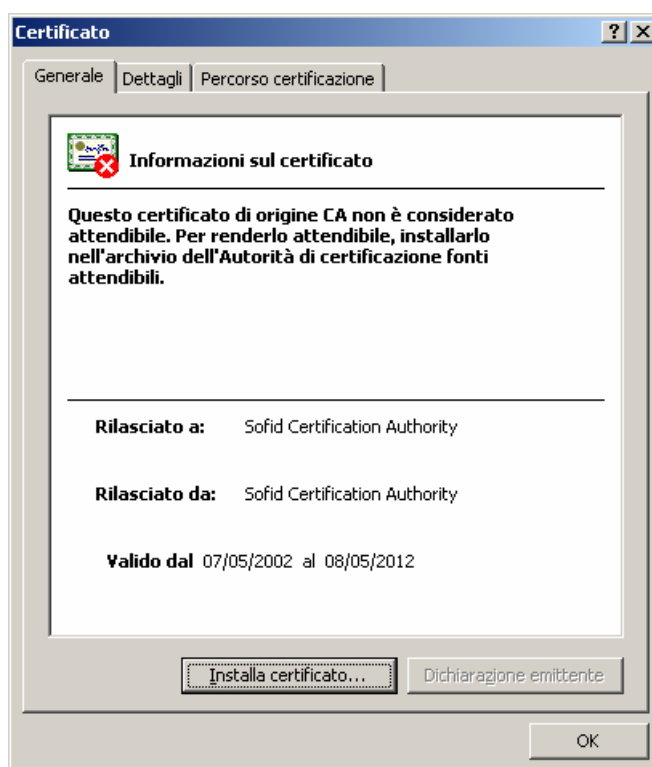 Certificato
Generale Dettagli Percorso certificazione
Informazioni sul certificato
Questo certificato di origine CA non è considerato
attendibile. Per renderlo attendibile, installarlo
nell'archivio dell'Autorità di certificazione fonti
attendibili.
Rilasciato a: Sofid Certification Authority
Rilasciato da: Sofid Certification Authority
Valido dal 07/05/2002 al 08/05/2012
Installa certificato... Dichiarazione emittente
OK